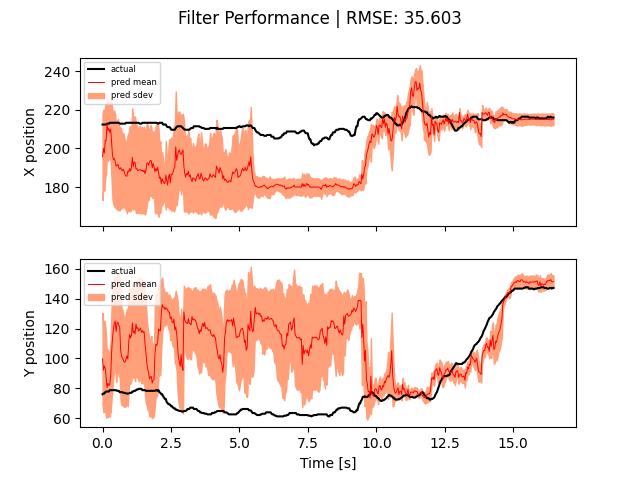 Filter Performance | RMSE: 35.603
actual
pred mean
pred sdev
X position
240
220
200
180
actual
pred mean
pred sdev
Y position
160
140
120
100
80
60
0.0 2.5 5.0 7.5 10.0 12.5 15.0
Time [s]